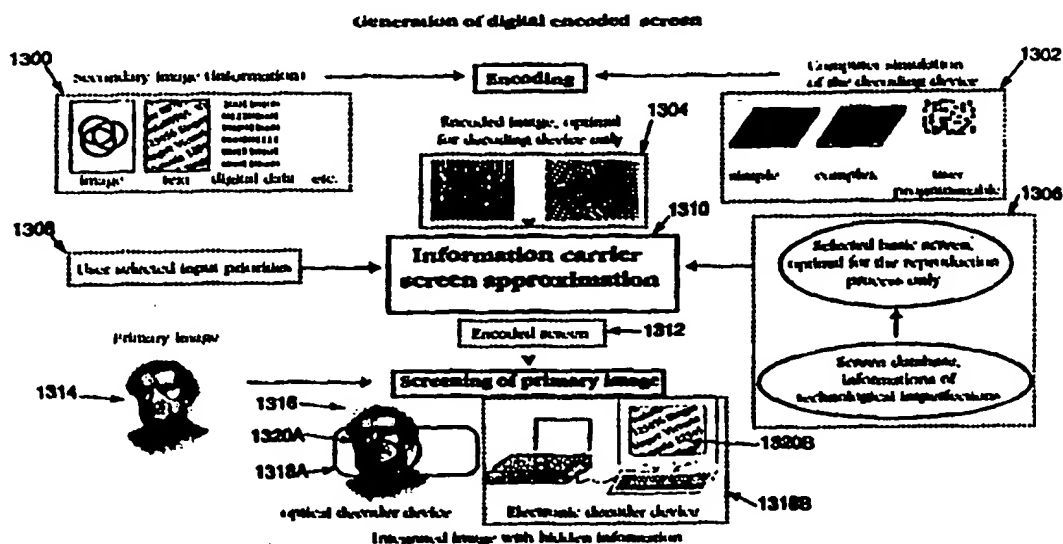 Generation of digital encoded screen
1300
Secondary image (information)
Encoding
Computer simulation
of the decoding device
1302
image
text
digital data
etc.
Encoded image, optimal
for decoding device only
1304
simple
complex
user
programmable
1306
1308
User selected input priorities
1310
Information carrier
screen approximation
Selected basic screen,
optimal for the reproduction
process only
Encoded screen
1312
Primary image
1314
Screening of primary image
Screen database,
informations of
technological imperfections
1316
1320A
1318A
1320B
1318B
optical decoder device
Electronic decoder device
Integrated image with hidden information